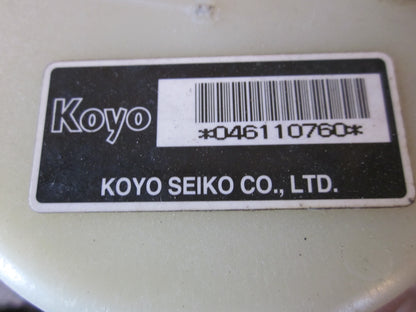 Koyo
*046110760*
KOYO SEIKO CO., LTD.